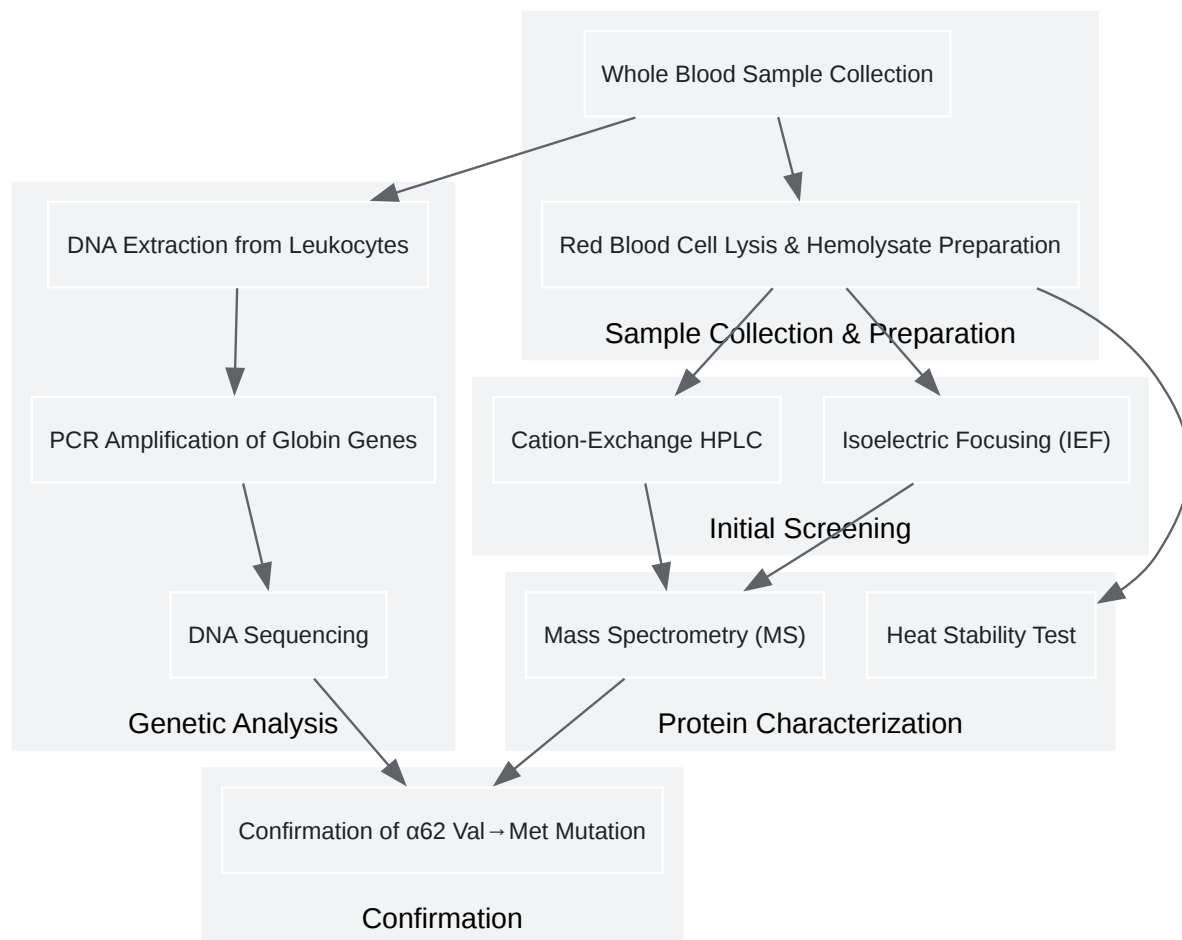 Whole Blood Sample Collection
DNA Extraction from Leukocytes
Red Blood Cell Lysis & Hemolysate Preparation
Sample Collection & Preparation
PCR Amplification of Globin Genes
Cation-Exchange HPLC
Isoelectric Focusing (IEF)
Initial Screening
DNA Sequencing
Mass Spectrometry (MS)
Heat Stability Test
Genetic Analysis
Protein Characterization
Confirmation of α62 Val→Met Mutation
Confirmation